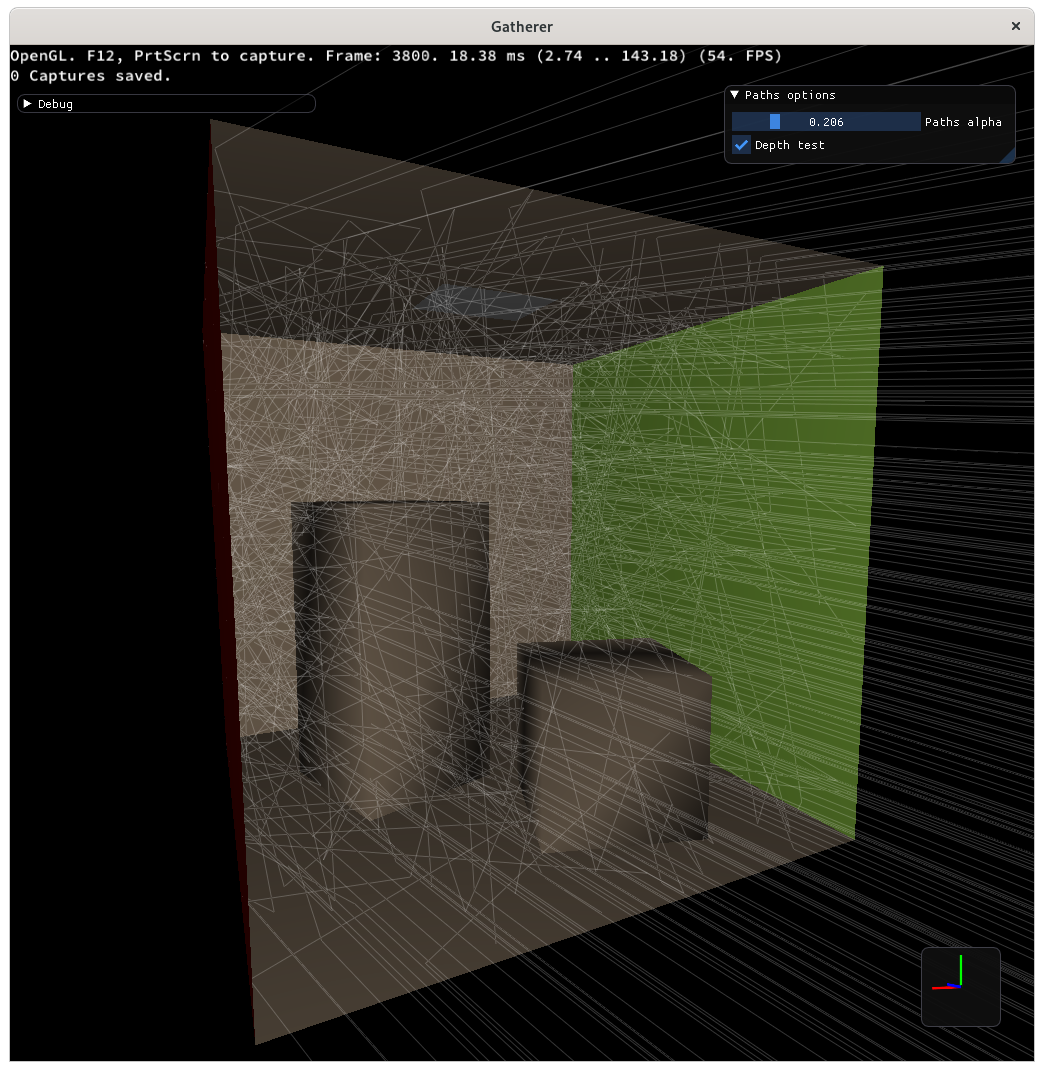 Gatherer
OpenGL. F12, PrtScrn to capture. Frame: 3800. 18.38 ms (2.74 .. 143.18) (54. FPS)
0 Captures saved.
Debug
Paths options
0.206 Paths alpha
Depth test